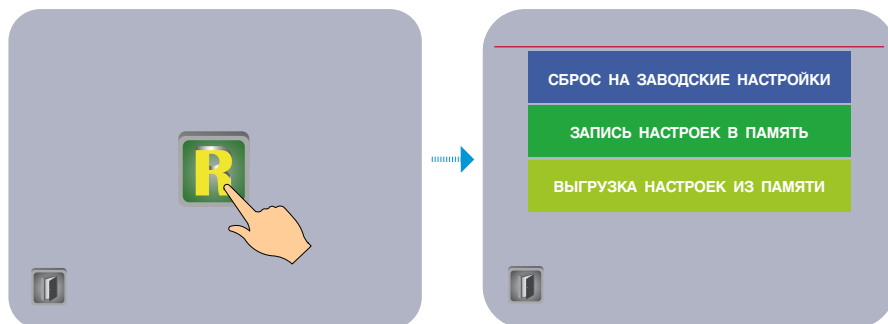 R
СБРОС НА ЗАВОДСКИЕ НАСТРОЙКИ
ЗАПИСЬ НАСТРОЕК В ПАМЯТЬ
ВЫГРУЗКА НАСТРОЕК ИЗ ПАМЯТИ